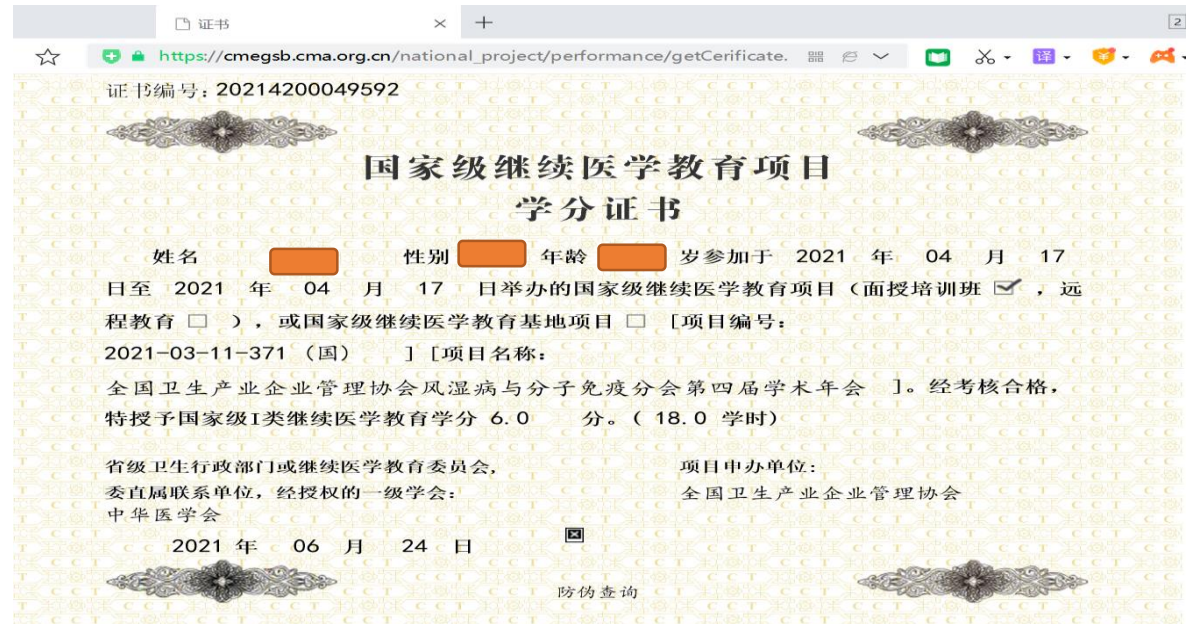 证书
2
https://cmegsb.cma.org.cn/national_project/performance/getCerificate.
译
证书编号：20214200049592
国家级继续医学教育项目
学分证书
姓名 性别 年龄 岁参加于 2021 年 04 月 17
日至 2021 年 04 月 17 日举办的国家级继续医学教育项目（面授培训班 ，远
程教育 □ ），或国家级继续医学教育基地项目 □ [项目编号：
2021-03-11-371 （国） ] [项目名称：
全国卫生产业企业管理协会风湿病与分子免疫分会第四届学术年会 ]。经考核合格，
特授予国家级I类继续医学教育学分 6.0 分。( 18.0 学时)
省级卫生行政部门或继续医学教育委员会, 项目申办单位:
委直属联系单位，经授权的一级学会: 全国卫生产业企业管理协会
中华医学会
2021 年 06 月 24 日
防伪查询